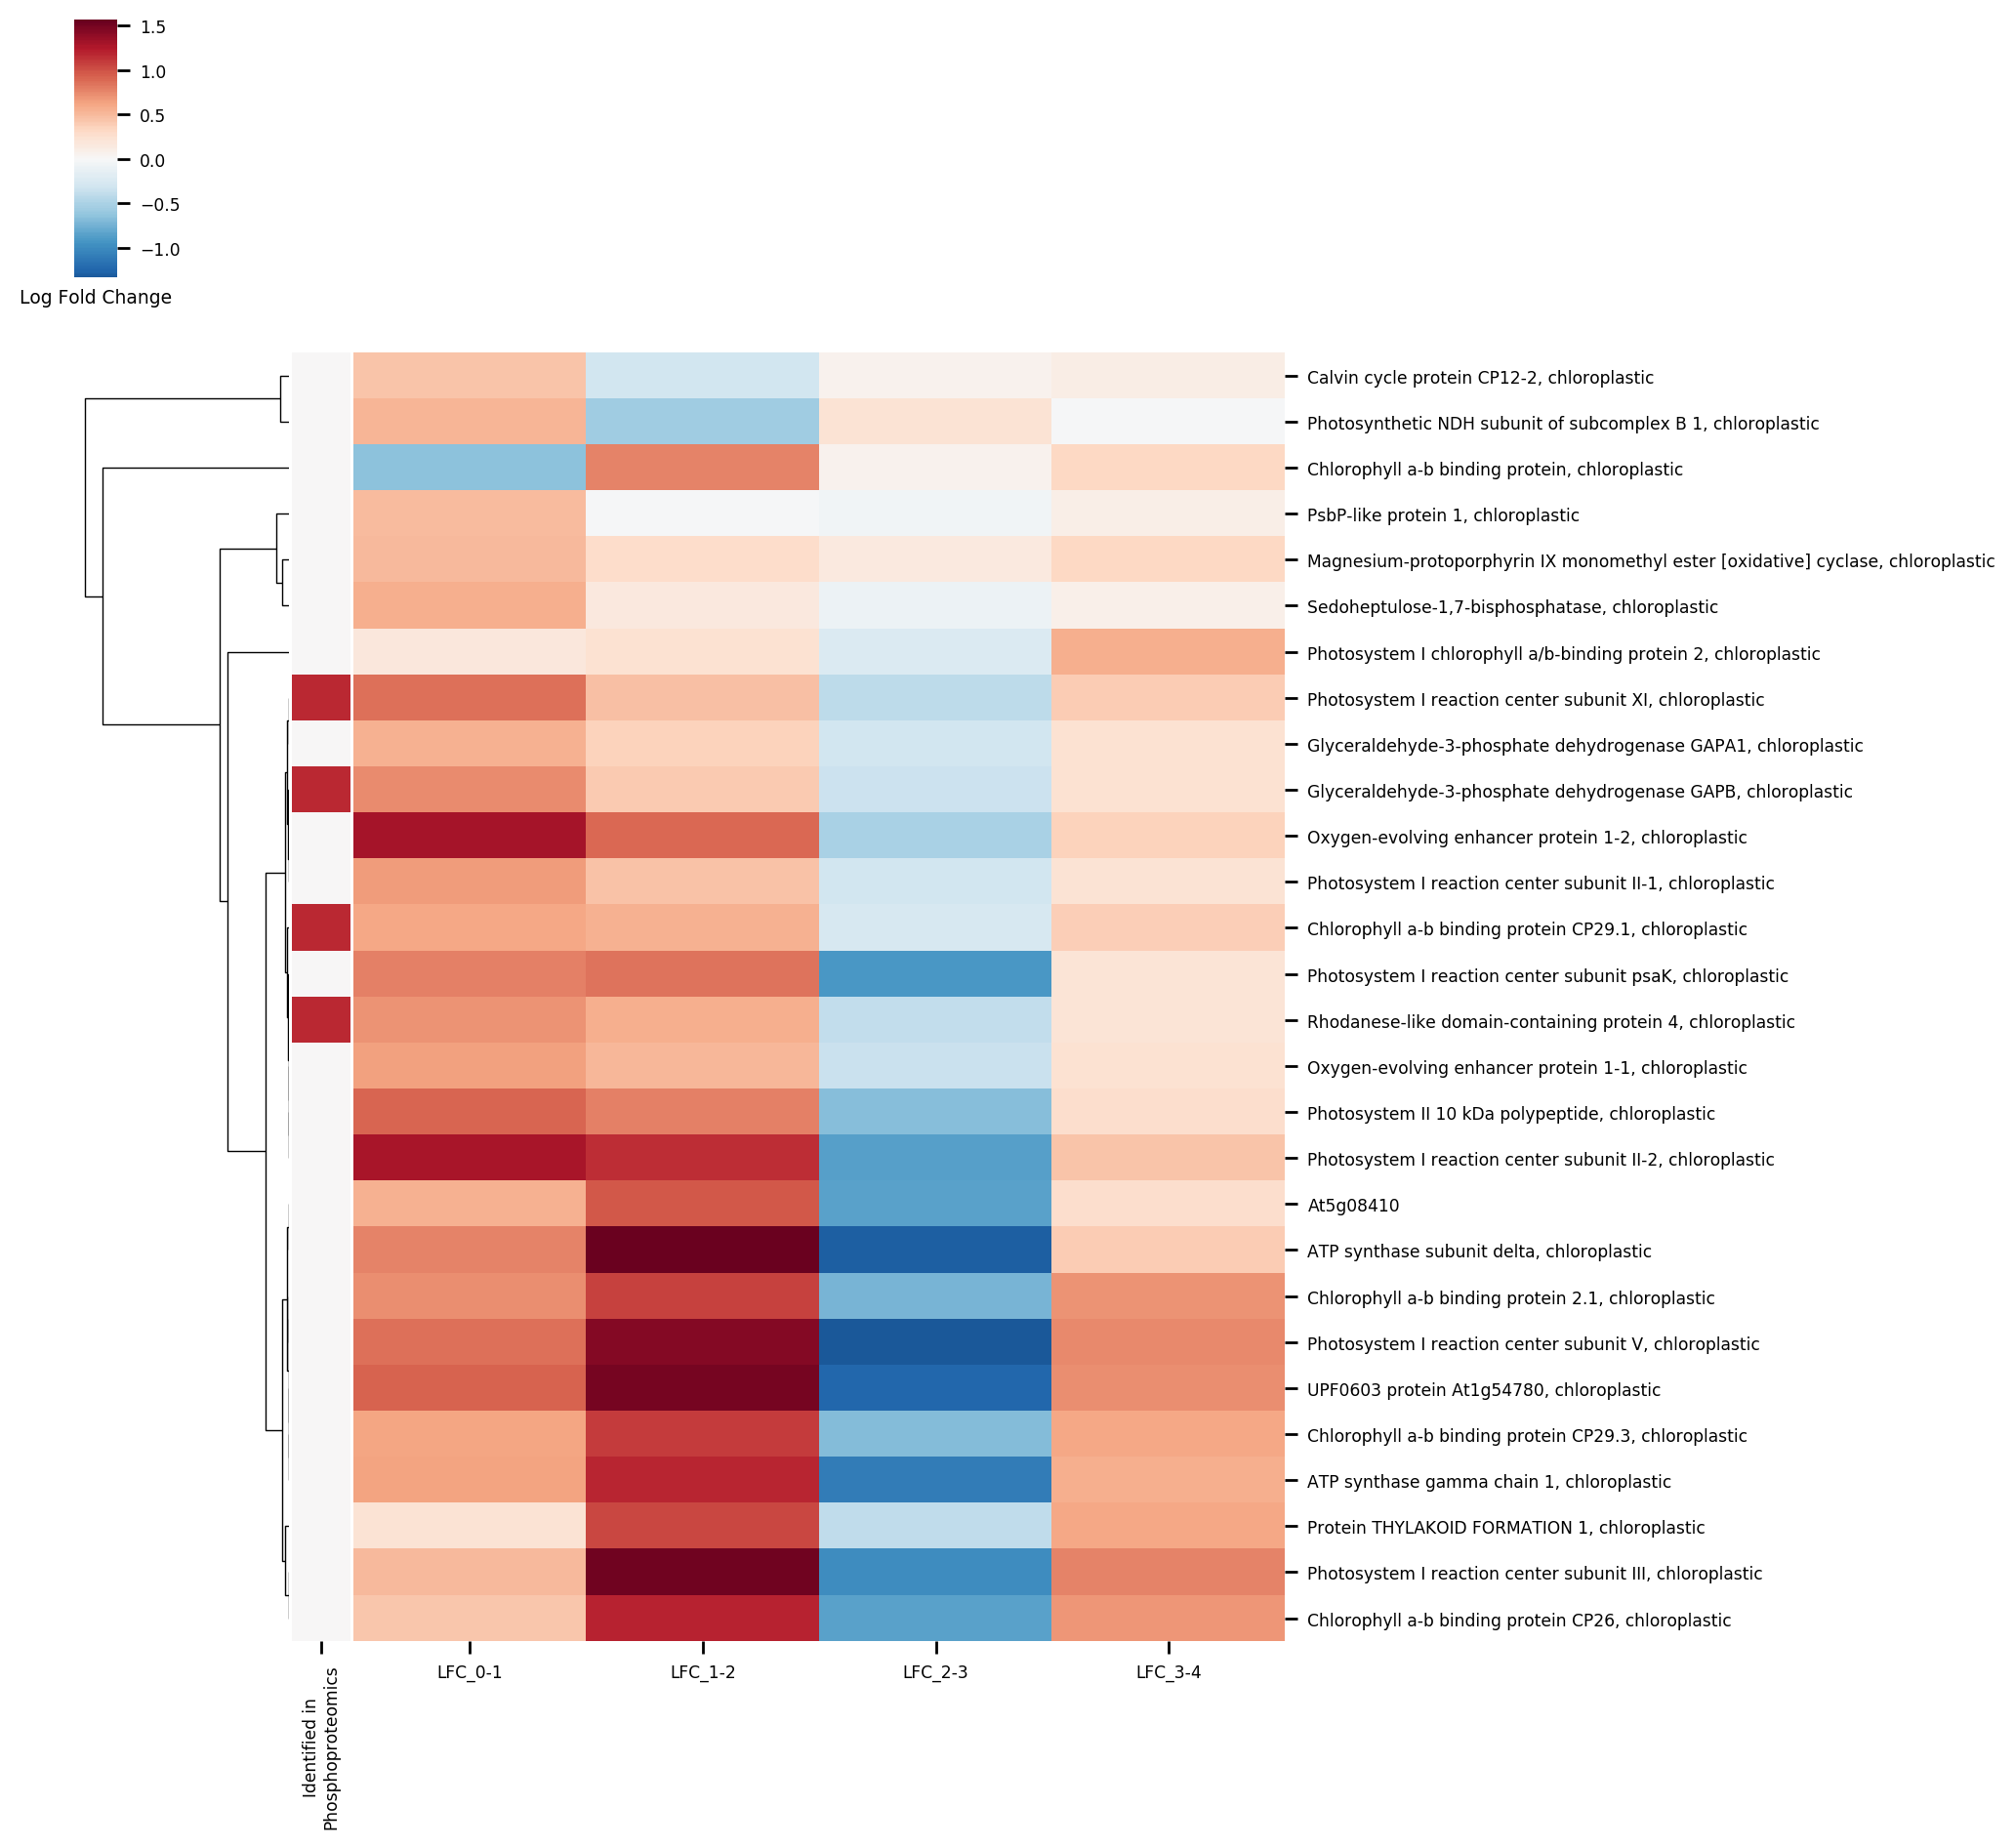 1.5
1.0
0.5
0.0
−0.5
−1.0
Log Fold Change
Calvin cycle protein CP12-2, chloroplastic
Photosynthetic NDH subunit of subcomplex B 1, chloroplastic
Chlorophyll a-b binding protein, chloroplastic
PsbP-like protein 1, chloroplastic
Magnesium-protoporphyrin IX monomethyl ester [oxidative] cyclase, chloroplastic
Sedoheptulose-1,7-bisphosphatase, chloroplastic
Photosystem I chlorophyll a/b-binding protein 2, chloroplastic
Photosystem I reaction center subunit XI, chloroplastic
Glyceraldehyde-3-phosphate dehydrogenase GAPA1, chloroplastic
Glyceraldehyde-3-phosphate dehydrogenase GAPB, chloroplastic
Oxygen-evolving enhancer protein 1-2, chloroplastic
Photosystem I reaction center subunit II-1, chloroplastic
Chlorophyll a-b binding protein CP29.1, chloroplastic
Photosystem I reaction center subunit psaK, chloroplastic
Rhodanese-like domain-containing protein 4, chloroplastic
Oxygen-evolving enhancer protein 1-1, chloroplastic
Photosystem II 10 kDa polypeptide, chloroplastic
Photosystem I reaction center subunit II-2, chloroplastic
At5g08410
ATP synthase subunit delta, chloroplastic
Chlorophyll a-b binding protein 2.1, chloroplastic
Photosystem I reaction center subunit V, chloroplastic
UPF0603 protein At1g54780, chloroplastic
Chlorophyll a-b binding protein CP29.3, chloroplastic
ATP synthase gamma chain 1, chloroplastic
Protein THYLAKOID FORMATION 1, chloroplastic
Photosystem I reaction center subunit III, chloroplastic
Chlorophyll a-b binding protein CP26, chloroplastic
Identified in
Phosphoproteomics
LFC_0-1
LFC_1-2
LFC_2-3
LFC_3-4